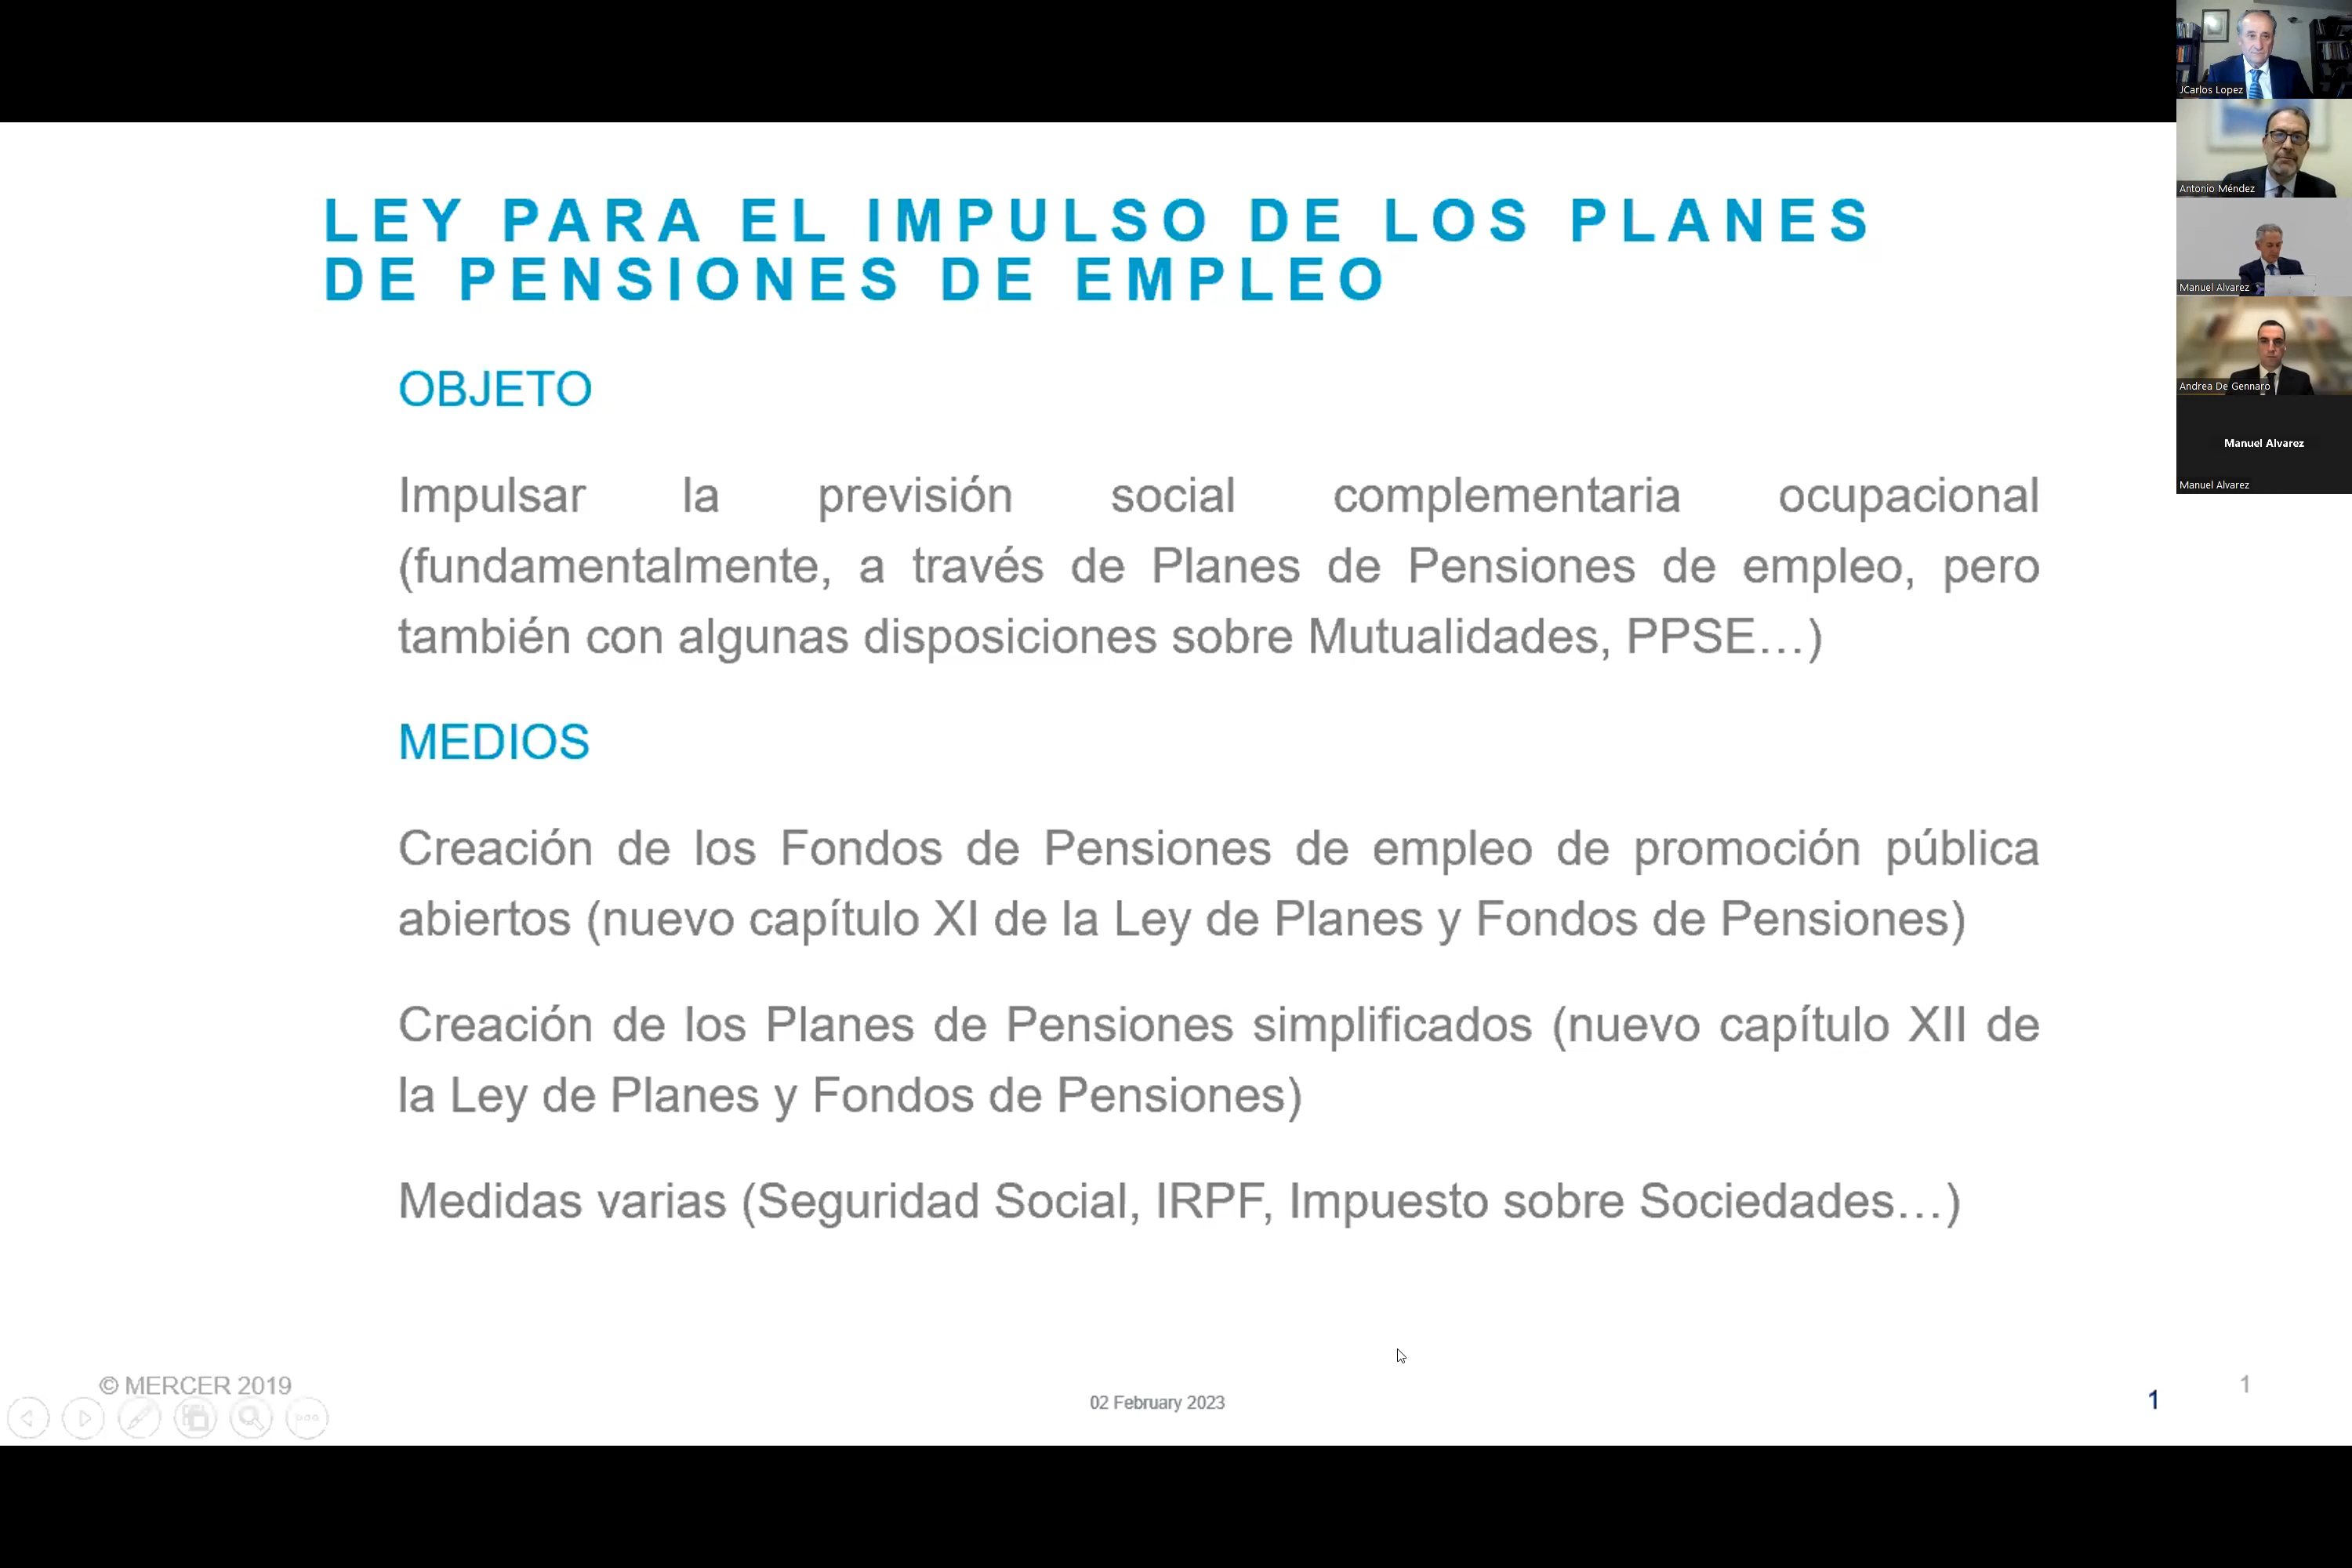 LEY PARA EL IMPULSO DE LOS PLANES
DE PENSIONES DE EMPLEO
OBJETO
Impulsar la previsión social complementaria ocupacional
(fundamentalmente, a través de Planes de Pensiones de empleo, pero
también con algunas disposiciones sobre Mutualidades, PPSE…)
MEDIOS
Creación de los Fondos de Pensiones de empleo de promoción pública
abiertos (nuevo capítulo XI de la Ley de Planes y Fondos de Pensiones)
Creación de los Planes de Pensiones simplificados (nuevo capítulo XII de
la Ley de Planes y Fondos de Pensiones)
Medidas varias (Seguridad Social, IRPF, Impuesto sobre Sociedades…)
© MERCER 2019
02 February 2023
1
1
JCarlos Lopez
Antonio Méndez
Manuel Alvarez
Andrea De Gennaro
Manuel Alvarez
Manuel Alvarez